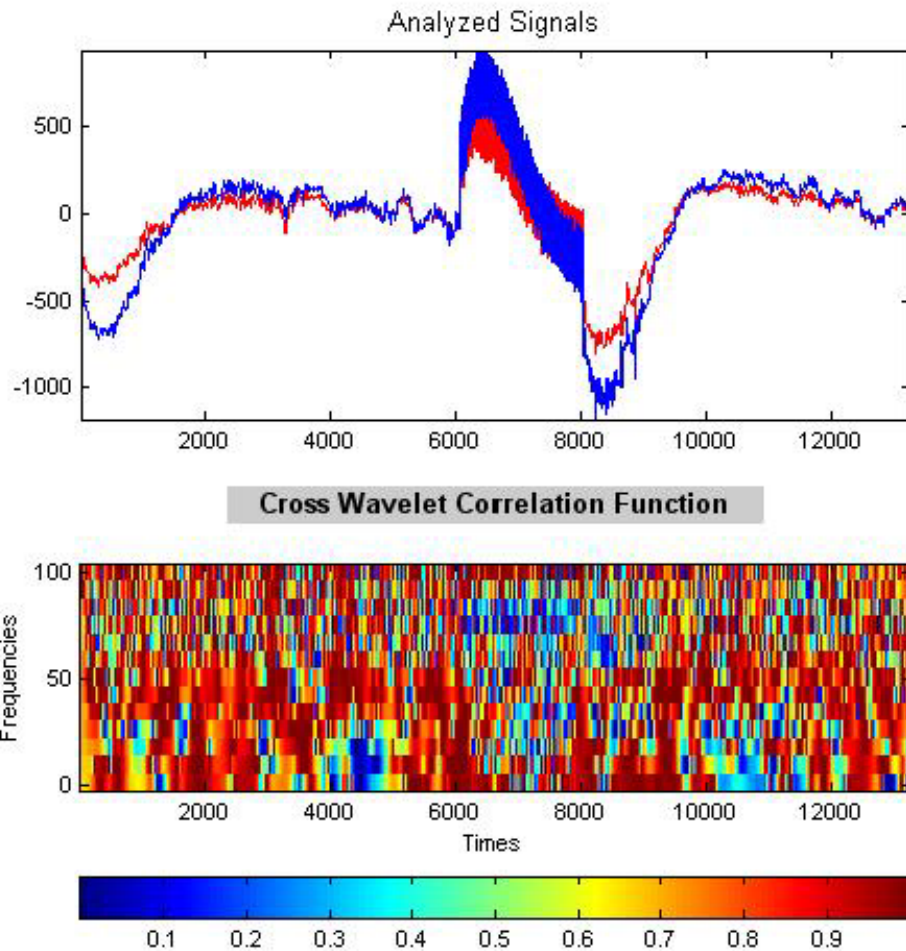 Analyzed Signals
500
0
-500
-1000
2000 4000 6000 8000 10000 12000
Cross Wavelet Correlation Function
Frequencies
100
50
0
2000 4000 6000 8000 10000 12000
Times
0.1 0.2 0.3 0.4 0.5 0.6 0.7 0.8 0.9